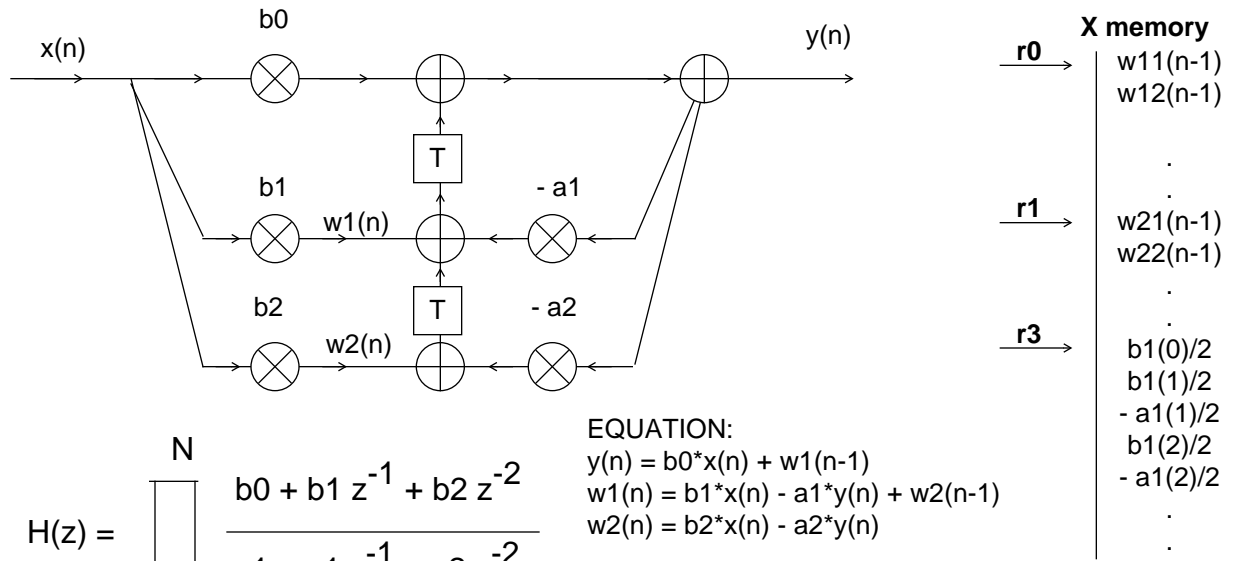 x(n)
b0
y(n)
T
b1
w1(n)
- a1
T
b2
w2(n)
- a2
r0
r1
r3
X memory
w11(n-1)
w12(n-1)
.
.
w21(n-1)
w22(n-1)
.
.
b1(0)/2
b1(1)/2
- a1(1)/2
b1(2)/2
- a1(2)/2
.
.
EQUATION:
y(n) = b0*x(n) + w1(n-1)
w1(n) = b1*x(n) - a1*y(n) + w2(n-1)
w2(n) = b2*x(n) - a2*y(n)
N
H(z) =
b0 + b1 z^-1 + b2 z^-2